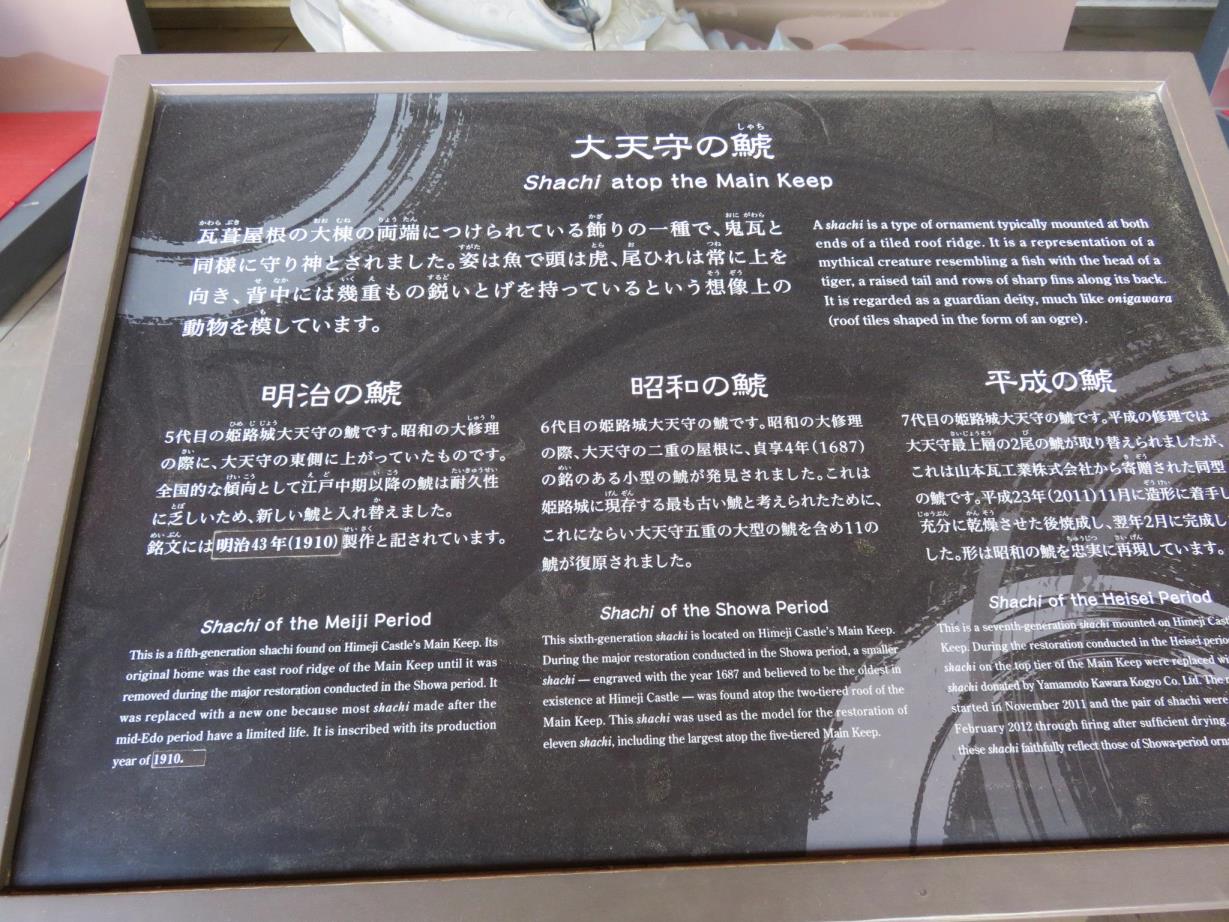 大天守の鯱
しゃち
Shachi atop the Main Keep
瓦葺屋根の大棟の両端につけられている飾りの一種で、鬼瓦と
同様に守り神とされました。姿は魚で頭は虎、尾ひれは常に上を
向き、背中には幾重もの鋭いとげを持っているという想像上の
動物を模しています。
A shachi is a type of ornament typically mounted at both
ends of a tiled roof ridge. It is a representation of a
mythical creature resembling a fish with the head of a
tiger, a raised tail and rows of sharp fins along its back.
It is regarded as a guardian deity, much like onigawara
(roof tiles shaped in the form of an ogre).
明治の鯱
5代目の姫路城大天守の鯱です。昭和の大修理
の際に、大天守の東側に上がっていたものです。
全国的な傾向として江戸中期以降の鯱は耐久性
に乏しいため、新しい鯱と入れ替えました。
銘文には明治43年(1910)製作と記されています。
Shachi of the Meiji Period
This is a fifth-generation shachi found on Himeji Castle's Main Keep. Its
original home was the east roof ridge of the Main Keep until it was
removed during the major restoration conducted in the Showa period. It
was replaced with a new one because most shachi made after the
mid-Edo period have a limited life. It is inscribed with its production
year of 1910.
昭和の鯱
6代目の姫路城大天守の鯱です。昭和の大修理
の際、大天守の二重の屋根に、貞享4年(1687)
の銘のある小型の鯱が発見されました。これは
姫路城に現存する最も古い鯱と考えられたために、
これにならい大天守五重の大型の鯱を含め11の
鯱が復原されました。
Shachi of the Showa Period
This sixth-generation shachi is located on Himeji Castle's Main Keep.
During the major restoration conducted in the Showa period, a smaller
shachi — engraved with the year 1687 and believed to be the oldest in
existence at Himeji Castle — was found atop the two-tiered roof of the
Main Keep. This shachi was used as the model for the restoration of
eleven shachi, including the largest atop the five-tiered Main Keep.
平成の鯱
7代目の姫路城大天守の鯱です。平成の修理では
大天守最上層の2尾の鯱が取り替えられましたが、
これは山本瓦工業株式会社から寄贈された同型
の鯱です。平成23年(2011)11月に造形に着手し
充分に乾燥させた後焼成し、翌年2月に完成し
した。形は昭和の鯱を忠実に再現しています。
Shachi of the Heisei Period
This is a seventh-generation shachi mounted on Himeji Cast
Keep. During the restoration conducted in the Heisei perio
shachi on the top tier of the Main Keep were replaced wi
shachi donated by Yamamoto Kawara Kogyo Co. Ltd. The
started in November 2011 and the pair of shachi were
February 2012 through firing after sufficient drying.
these shachi faithfully reflect those of Showa-period orn